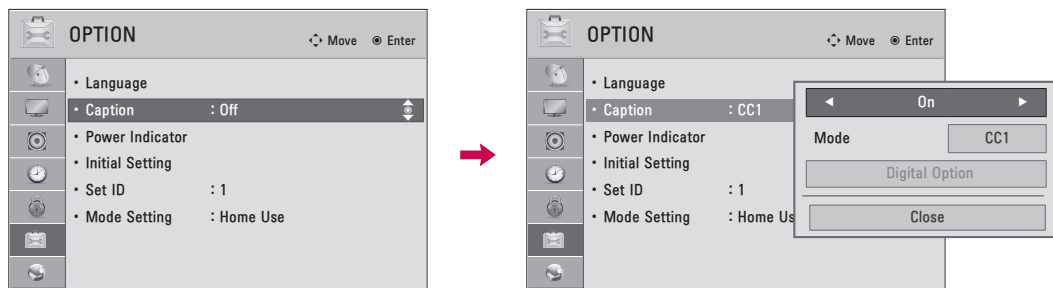 OPTION
Move Enter
• Language
• Caption : Off
• Power Indicator
• Initial Setting
• Set ID : 1
• Mode Setting : Home Use
OPTION
Move Enter
• Language
• Caption : CC1
• Power Indicator
• Initial Setting
• Set ID : 1
• Mode Setting : Home Us
◀ On ▶
Mode CC1
Digital Option
Close